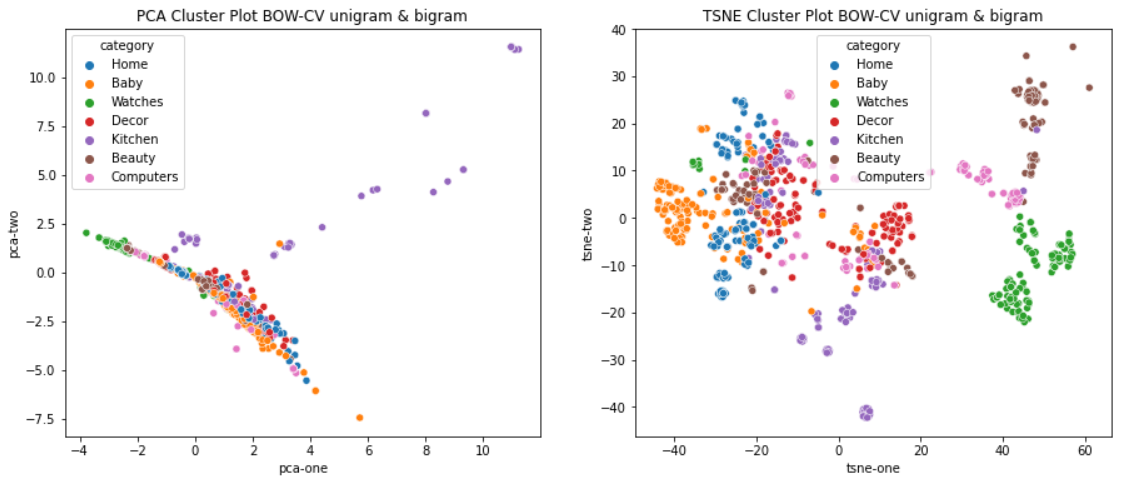 PCA Cluster Plot BOW-CV unigram & bigram
category
Home
Baby
Watches
Decor
Kitchen
Beauty
Computers
10.0
7.5
5.0
2.5
0.0
−2.5
−5.0
−7.5
pca-two
−4
−2
0
2
4
6
8
10
pca-one
TSNE Cluster Plot BOW-CV unigram & bigram
category
Home
Baby
Watches
Decor
Kitchen
Beauty
Computers
40
30
20
10
0
−10
−20
−30
−40
tsne-two
−40
−20
0
20
40
60
tsne-one